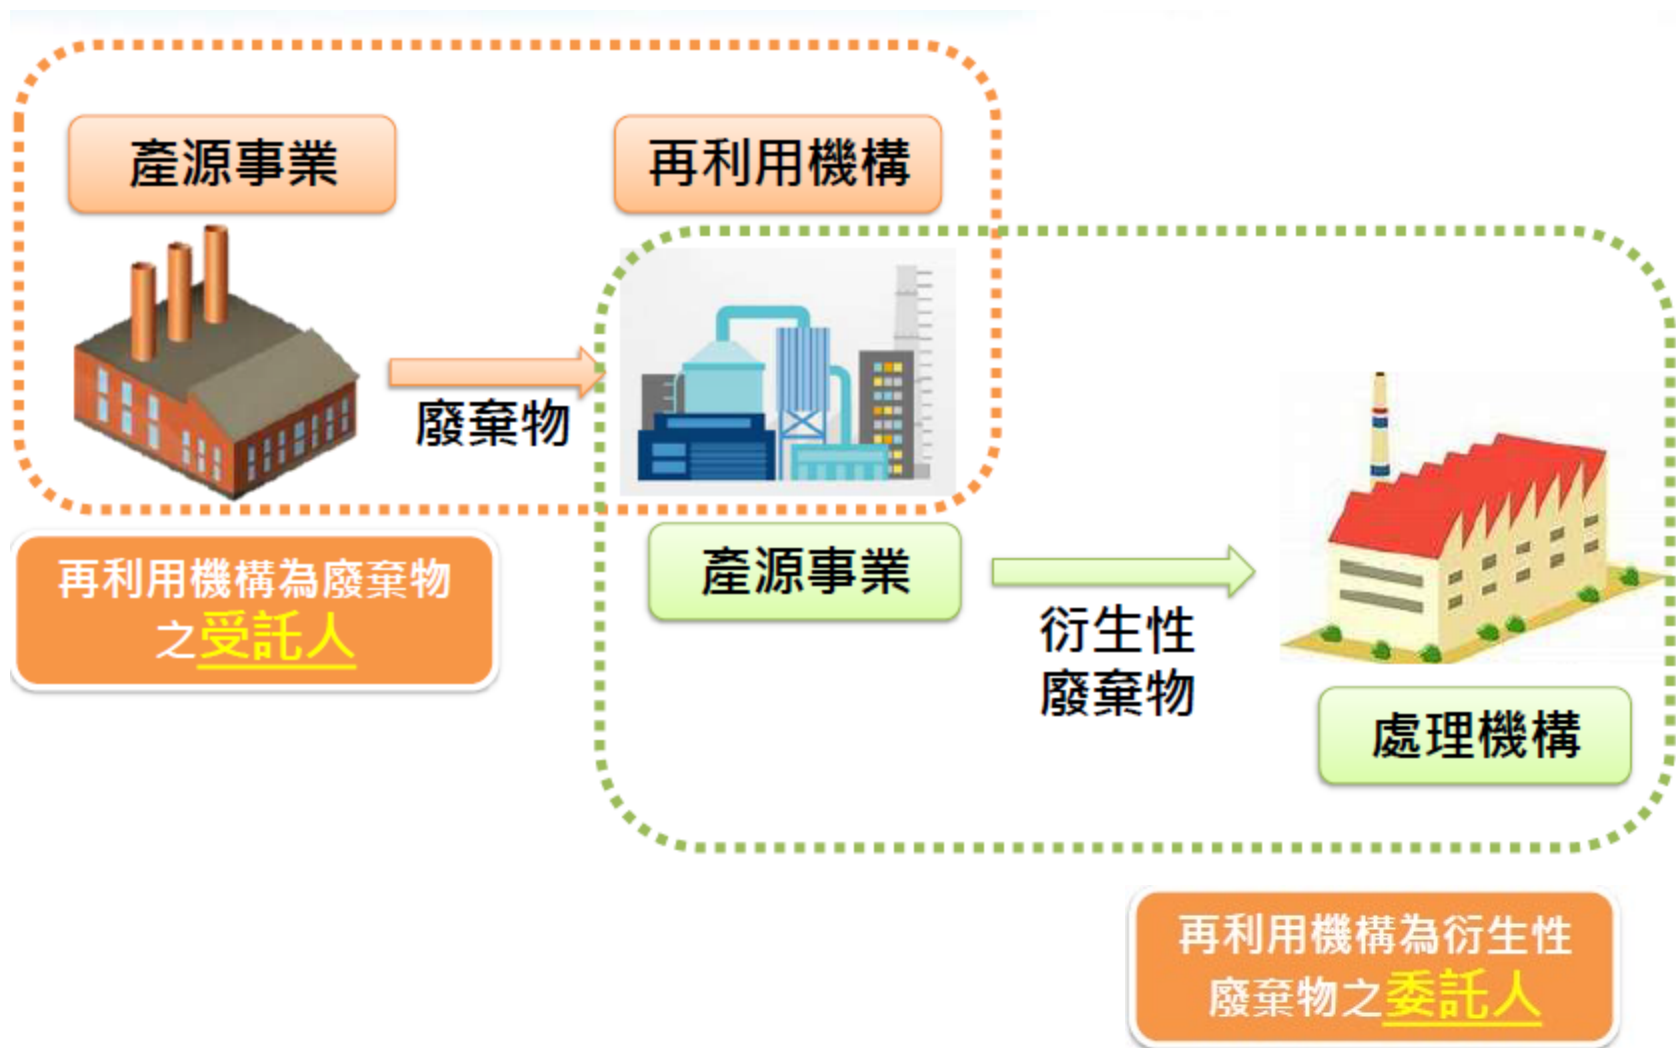 產源事業
再利用機構
廢棄物
再利用機構為廢棄物
之受託人
產源事業
衍生性
廢棄物
處理機構
再利用機構為衍生性
廢棄物之委託人